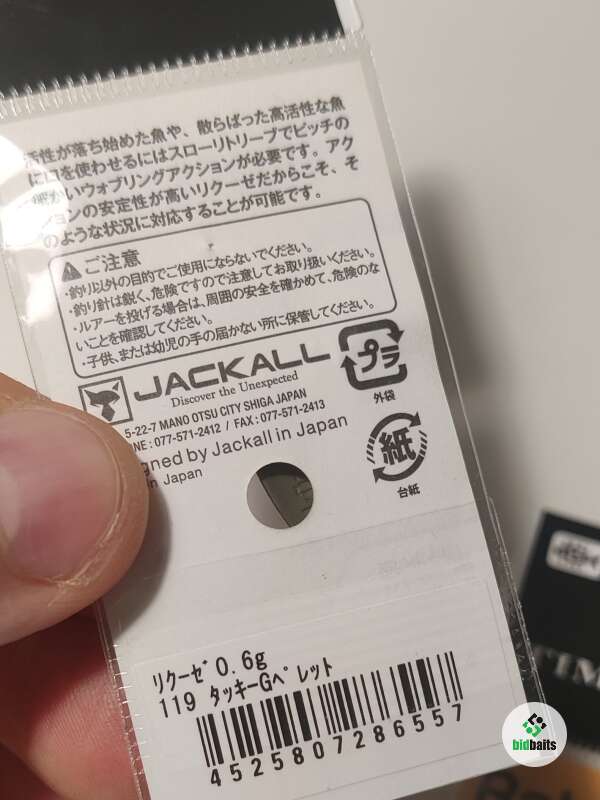 活性が落ち始めた魚や、散らばった高活性な魚
に口を使わせるにはスローリトリーブでピッチの
細かいウォブリングアクションが必要です。アク
ションの安定性が高いリクーゼだからこそ、そ
のような状況に対応することが可能です。
ご注意
・釣り以外の目的でご使用にならないでください。
・釣り針は鋭く、危険ですので注意してお取り扱いください。
・ルアーを投げる場合は、周囲の安全を確かめて、危険のな
いことを確認してください。
・子供、または幼児の手の届かない所に保管してください。
JACKALL
Discover the Unexpected
5-22-7 MANO OTSU CITY SHIGA JAPAN
NE : 077-571-2412 / FAX : 077-571-2413
gned by Jackall in Japan
in Japan
プラ
外袋
紙
台紙
リクーゼ 0.6g
119 タッキーGペレット
4525807286557
TIM
bidbaits